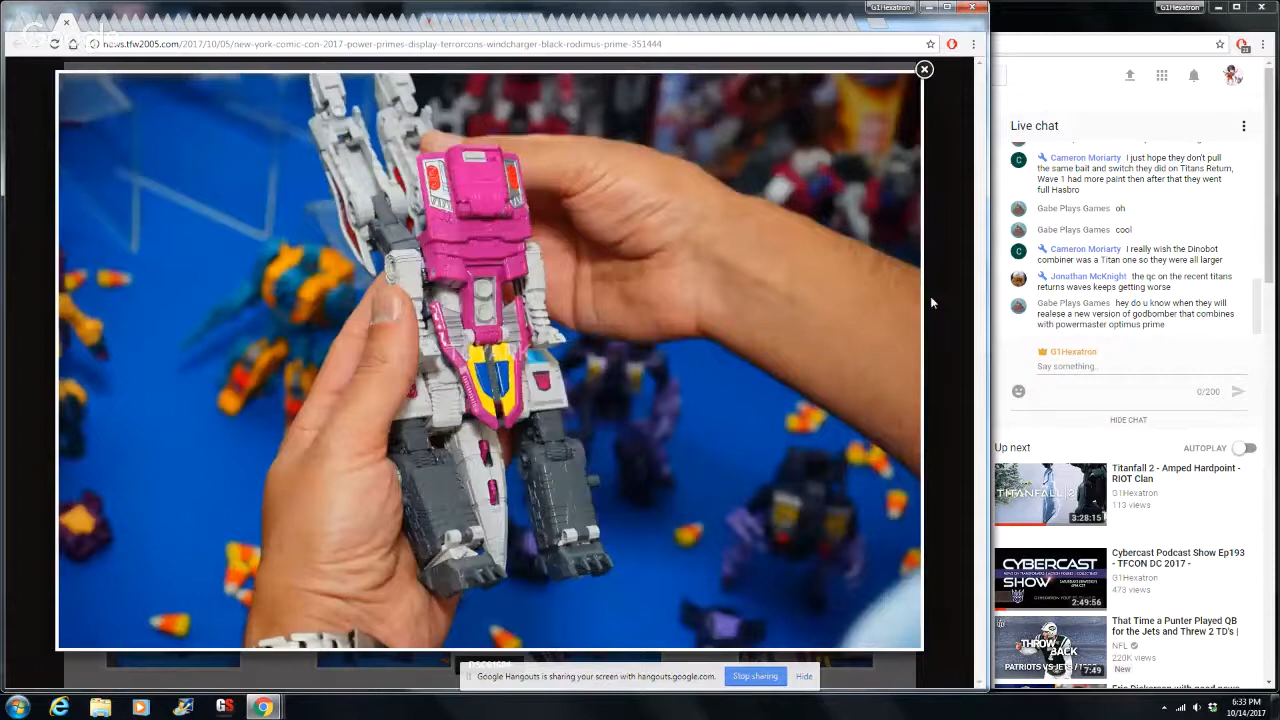 G1Hexatron
G1Hexatron
news.tfw2005.com/2017/10/05/new-york-comic-con-2017-power-primes-display-terrorcons-windcharger-black-rodimus-prime-351444
23
Live chat
Cameron Moriarty I just hope they don't pull
the same bait and switch they did on Titans Return,
Wave 1 had more paint then after that they went
full Hasbro
Gabe Plays Games oh
Gabe Plays Games cool
Cameron Moriarty I really wish the Dinobot
combiner was a Titan one so they were all larger
Jonathan McKnight the qc on the recent titans
returns waves keeps getting worse
Gabe Plays Games hey do u know when they will
realese a new version of godbomber that combines
with powermaster optimus prime
G1Hexatron
Say something..
0/200
HIDE CHAT
Up next
AUTOPLAY
Titanfall 2 - Amped Hardpoint -
RIOT Clan
G1Hexatron
113 views
TITANFALL 2
3:28:15
Cybercast Podcast Show Ep193
- TFCON DC 2017 -
G1Hexatron
473 views
CYBERCAST
SHOW
2:49:56
That Time a Punter Played QB
for the Jets and Threw 2 TD's |
NFL
220K views
New
THROW
BACK
PATRIOTS VS JETS /
7:49
Google Hangouts is sharing your screen with hangouts.google.com.
Stop sharing
Hide
GS
6:33 PM
10/14/2017